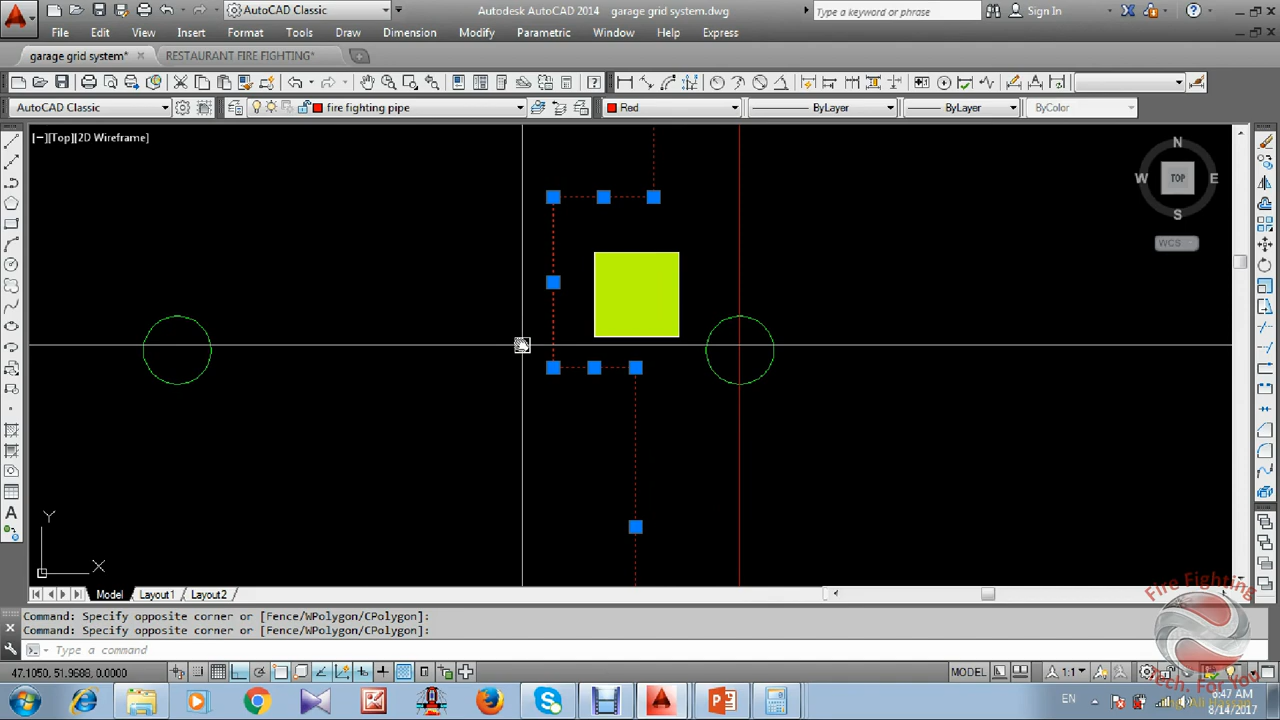 AutoCAD Classic
Autodesk AutoCAD 2014
garage grid system.dwg
Type a keyword or phrase
Sign In
File Edit View Insert Format Tools Draw Dimension Modify Parametric Window Help Express
garage grid system*
RESTAURANT FIRE FIGHTING*
AutoCAD Classic
fire fighting pipe
Red
ByLayer
ByLayer
ByColor
[−][Top][2D Wireframe]
N
W TOP E
S
WCS
Y
X
Model Layout1 Layout2
Command: Specify opposite corner or [Fence/WPolygon/CPolygon]:
Command: Specify opposite corner or [Fence/WPolygon/CPolygon]:
Type a command
47.1050, 51.9688, 0.0000
MODEL
1:1
Fire Fighting
Tech. For You
EN
6:47 AM
8/14/2017